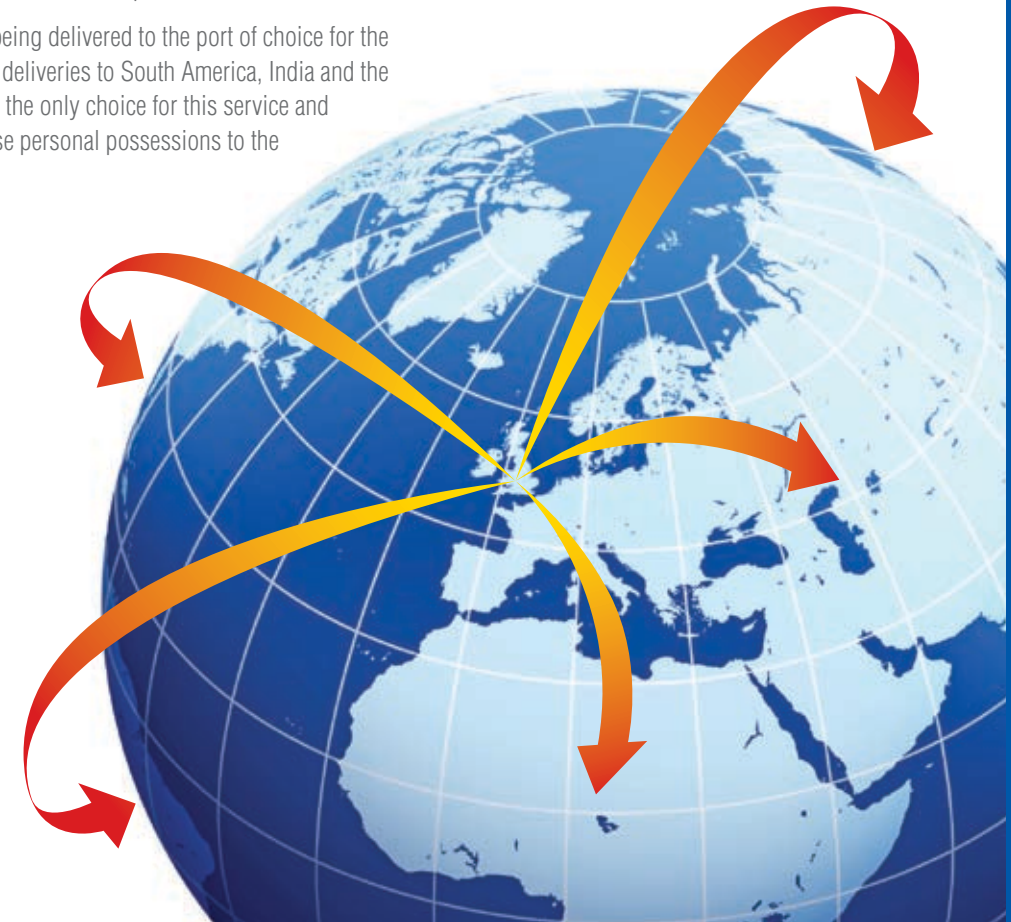 being delivered to the port of choice for the
deliveries to South America, India and the
the only choice for this service and
se personal possessions to the